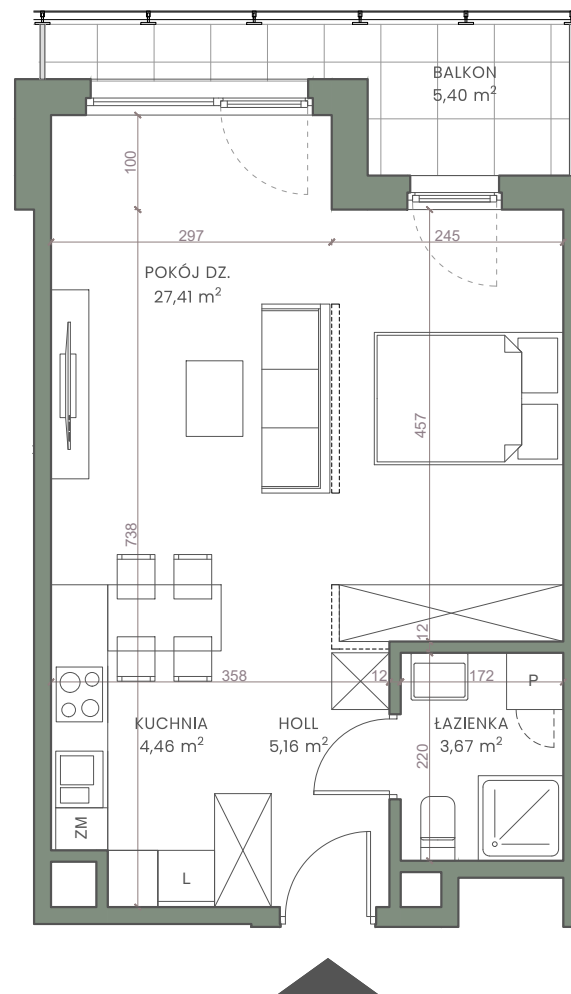 BALKON
5,40 m²
100
297
245
POKÓJ DZ.
27,41 m²
457
738
12
358
12
172
P
KUCHNIA
4,46 m²
HOLL
5,16 m²
ŁAZIENKA
3,67 m²
220
ZM
L